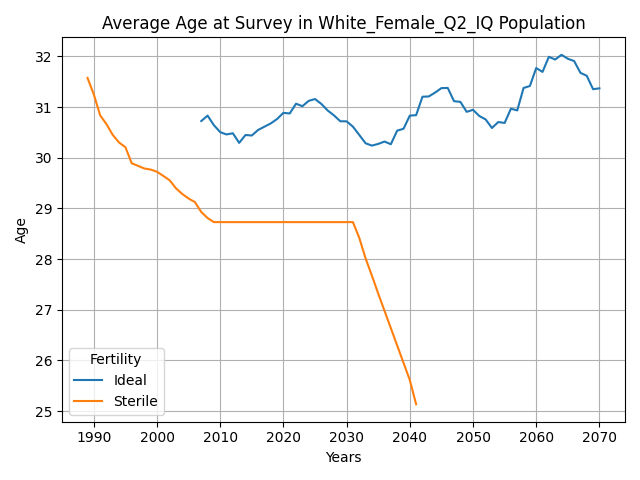 Average Age at Survey in White_Female_Q2_IQ Population
Age
32
31
30
29
28
27
26
25
Fertility
Ideal
Sterile
1990 2000 2010 2020 2030 2040 2050 2060 2070
Years